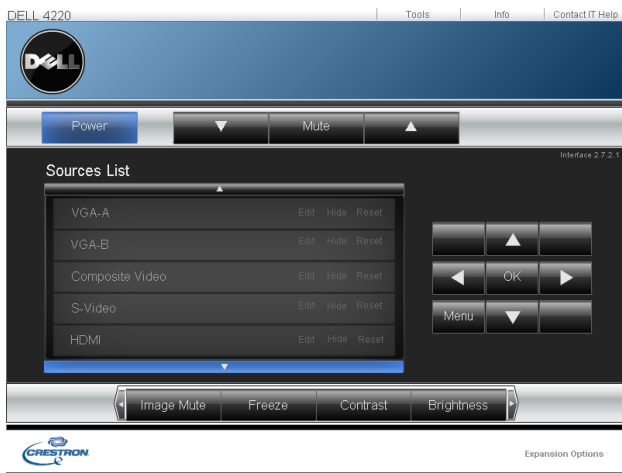 DELL 4220 Tools Info Contact IT Help
DELL
Power Mute
Interface 2.7.2.1
Sources List
VGA-A Edit Hide Reset
VGA-B Edit Hide Reset
Composite Video Edit Hide Reset
S-Video Edit Hide Reset
HDMI Edit Hide Reset
OK
Menu
Image Mute Freeze Contrast Brightness
CRESTRON Expansion Options